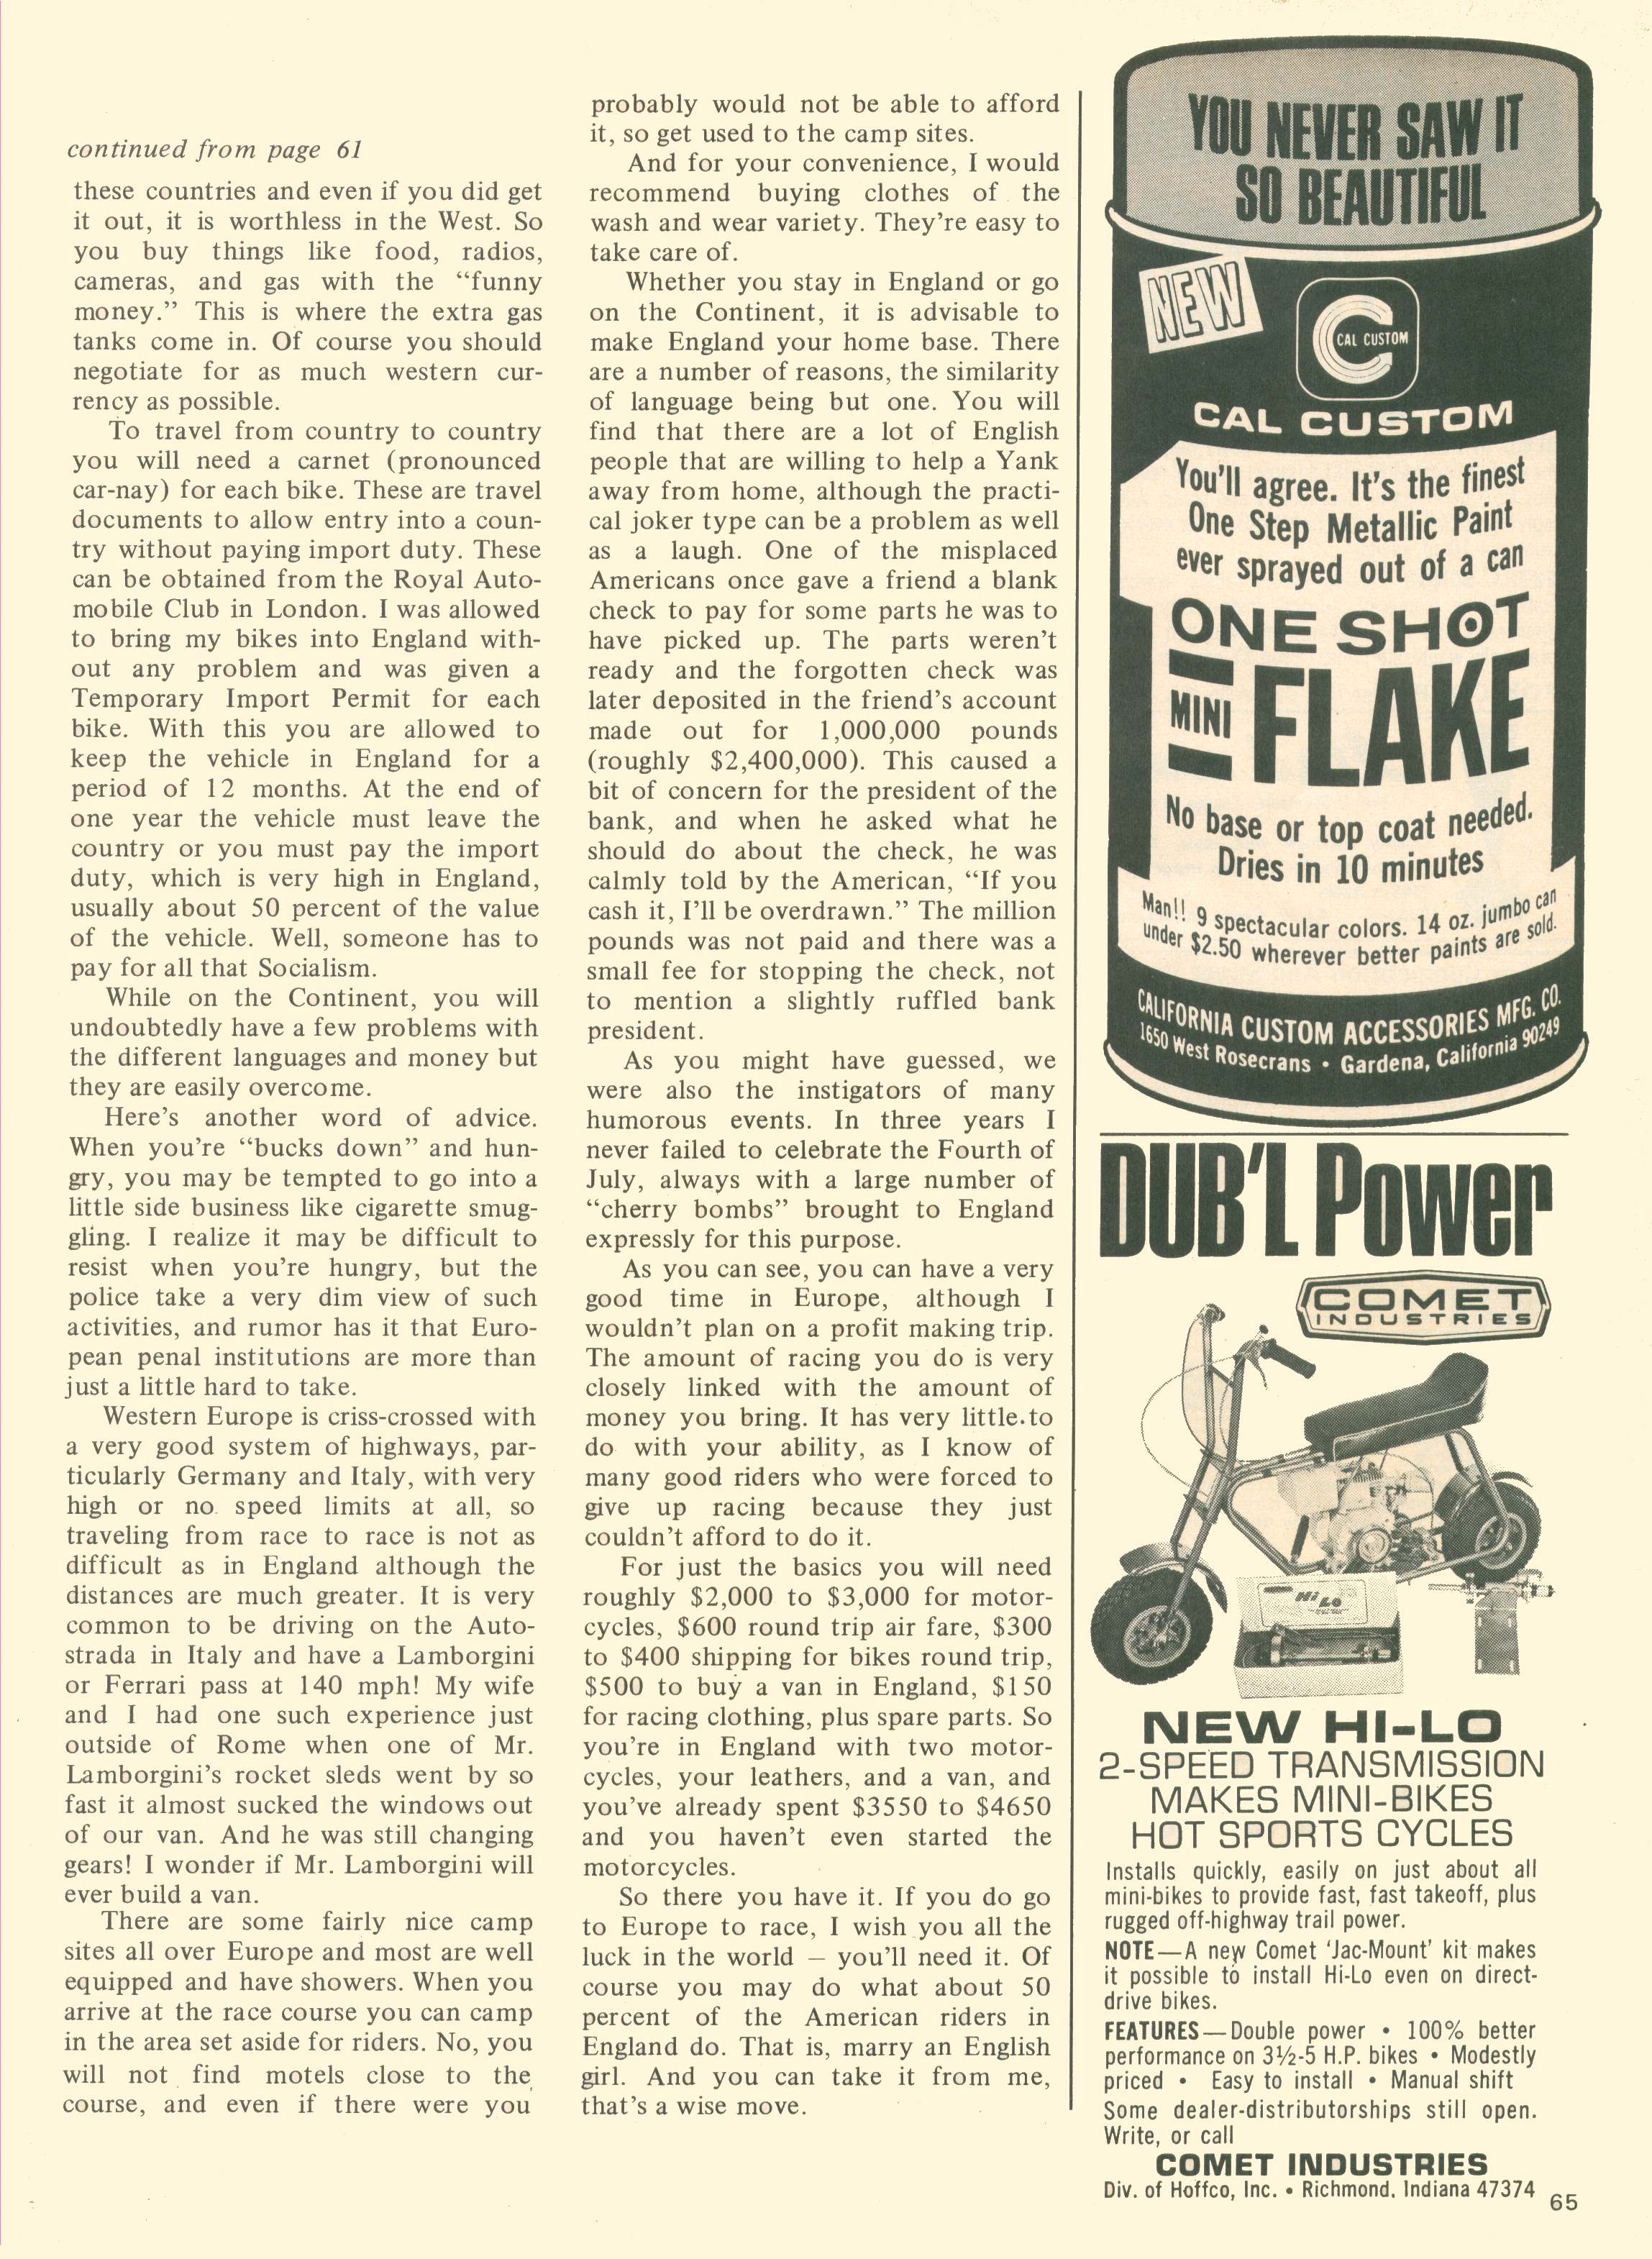 continued from page 61
these countries and even if you did get
it out, it is worthless in the West. So
you buy things like food, radios,
cameras, and gas with the “funny
money.” This is where the extra gas
tanks come in. Of course you should
negotiate for as much western cur-
rency as possible.
To travel from country to country
you will need a carnet (pronounced
car-nay) for each bike. These are travel
documents to allow entry into a coun-
try without paying import duty. These
can be obtained from the Royal Auto-
mobile Club in London. I was allowed
to bring my bikes into England with-
out any problem and was given a
Temporary Import Permit for each
bike. With this you are allowed to
keep the vehicle in England for a
period of 12 months. At the end of
one year the vehicle must leave the
country or you must pay the import
duty, which is very high in England,
usually about 50 percent of the value
of the vehicle. Well, someone has to
pay for all that Socialism.
While on the Continent, you will
undoubtedly have a few problems with
the different languages and money but
they are easily overcome.
Here’s another word of advice.
When you’re “bucks down” and hun-
gry, you may be tempted to go into a
little side business like cigarette smug-
gling. I realize it may be difficult to
resist when you’re hungry, but the
police take a very dim view of such
activities, and rumor has it that Euro-
pean penal institutions are more than
just a little hard to take.
Western Europe is criss-crossed with
a very good system of highways, par-
ticularly Germany and Italy, with very
high or no speed limits at all, so
traveling from race to race is not as
difficult as in England although the
distances are much greater. It is very
common to be driving on the Auto-
strada in Italy and have a Lamborgini
or Ferrari pass at 140 mph! My wife
and I had one such experience just
outside of Rome when one of Mr.
Lamborgini’s rocket sleds went by so
fast it almost sucked the windows out
of our van. And he was still changing
gears! I wonder if Mr. Lamborgini will
ever build a van.
There are some fairly nice camp
sites all over Europe and most are well
equipped and have showers. When you
arrive at the race course you can camp
in the area set aside for riders. No, you
will not find motels close to the
course, and even if there were you
probably would not be able to afford
it, so get used to the camp sites.
And for your convenience, I would
recommend buying clothes of the
wash and wear variety. They’re easy to
take care of.
Whether you stay in England or go
on the Continent, it is advisable to
make England your home base. There
are a number of reasons, the similarity
of language being but one. You will
find that there are a lot of English
people that are willing to help a Yank
away from home, although the practi-
cal joker type can be a problem as well
as a laugh. One of the misplaced
Americans once gave a friend a blank
check to pay for some parts he was to
have picked up. The parts weren’t
ready and the forgotten check was
later deposited in the friend’s account
made out for 1,000,000 pounds
(roughly $2,400,000). This caused a
bit of concern for the president of the
bank, and when he asked what he
should do about the check, he was
calmly told by the American, “If you
cash it, I’ll be overdrawn.” The million
pounds was not paid and there was a
small fee for stopping the check, not
to mention a slightly ruffled bank
president.
As you might have guessed, we
were also the instigators of many
humorous events. In three years I
never failed to celebrate the Fourth of
July, always with a large number of
“cherry bombs” brought to England
expressly for this purpose.
As you can see, you can have a very
good time in Europe, although I
wouldn’t plan on a profit making trip.
The amount of racing you do is very
closely linked with the amount of
money you bring. It has very little to
do with your ability, as I know of
many good riders who were forced to
give up racing because they just
couldn’t afford to do it.
For just the basics you will need
roughly $2,000 to $3,000 for motor-
cycles, $600 round trip air fare, $300
to $400 shipping for bikes round trip,
$500 to buy a van in England, $150
for racing clothing, plus spare parts. So
you’re in England with two motor-
cycles, your leathers, and a van, and
you’ve already spent $3550 to $4650
and you haven’t even started the
motorcycles.
So there you have it. If you do go
to Europe to race, I wish you all the
luck in the world — you’ll need it. Of
course you may do what about 50
percent of the American riders in
England do. That is, marry an English
girl. And you can take it from me,
that’s a wise move.
YOU NEVER SAW IT
SO BEAUTIFUL
NEW
CAL CUSTOM
CAL CUSTOM
You’ll agree. It’s the finest
One Step Metallic Paint
ever sprayed out of a can
ONE SHOT
MINI FLAKE
No base or top coat needed.
Dries in 10 minutes
Man!! 9 spectacular colors. 14 oz. jumbo can
under $2.50 wherever better paints are sold.
CALIFORNIA CUSTOM ACCESSORIES MFG. CO.
1650 West Rosecrans • Gardena, California 90249
DUB’L Power
COMET
INDUSTRIES
Hi Lo
NEW HI-LO
2-SPEED TRANSMISSION
MAKES MINI-BIKES
HOT SPORTS CYCLES
Installs quickly, easily on just about all
mini-bikes to provide fast, fast takeoff, plus
rugged off-highway trail power.
NOTE—A new Comet ‘Jac-Mount’ kit makes
it possible to install Hi-Lo even on direct-
drive bikes.
FEATURES—Double power • 100% better
performance on 3½-5 H.P. bikes • Modestly
priced • Easy to install • Manual shift
Some dealer-distributorships still open.
Write, or call
COMET INDUSTRIES
Div. of Hoffco, Inc. • Richmond, Indiana 47374
65